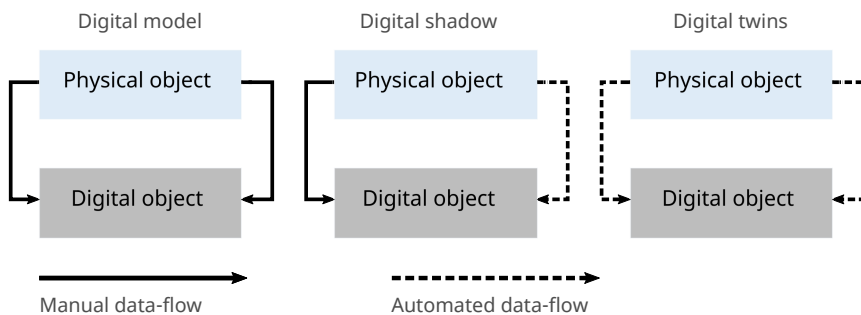 Digital model
Digital shadow
Digital twins
Physical object
Physical object
Physical object
Digital object
Digital object
Digital object
Manual data-flow
Automated data-flow